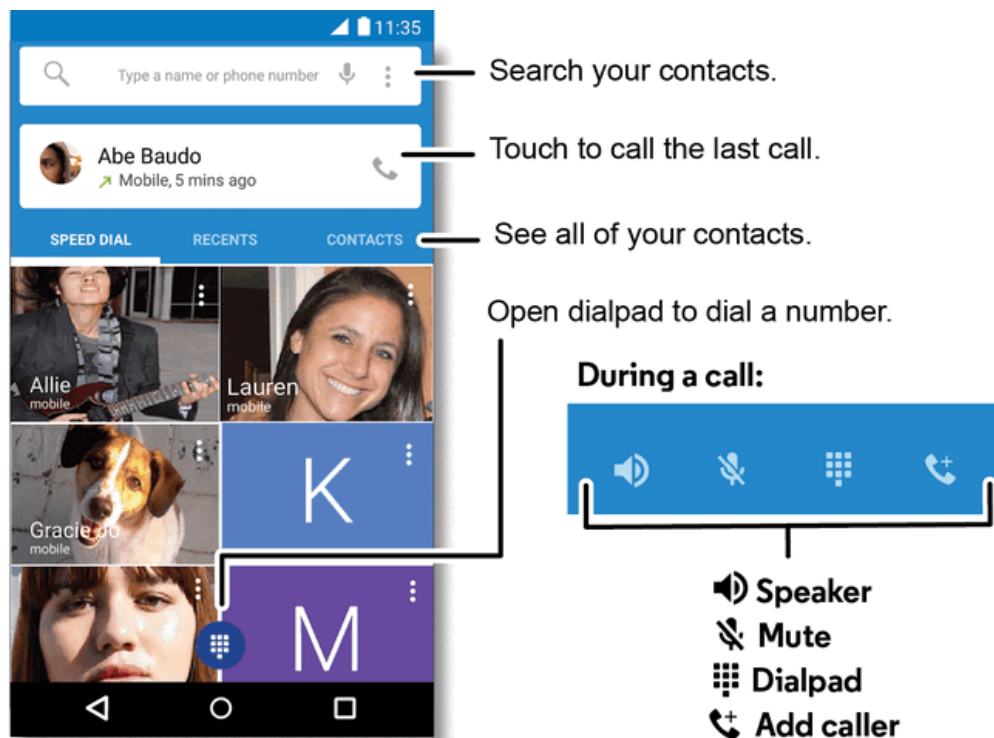 11:35
Type a name or phone number
Search your contacts.
Abe Baudo
Mobile, 5 mins ago
Touch to call the last call.
SPEED DIAL RECENTS CONTACTS
See all of your contacts.
Open dialpad to dial a number.
Allie
mobile
Lauren
mobile
Gracie Jo
mobile
K
M
During a call:
Speaker
Mute
Dialpad
Add caller